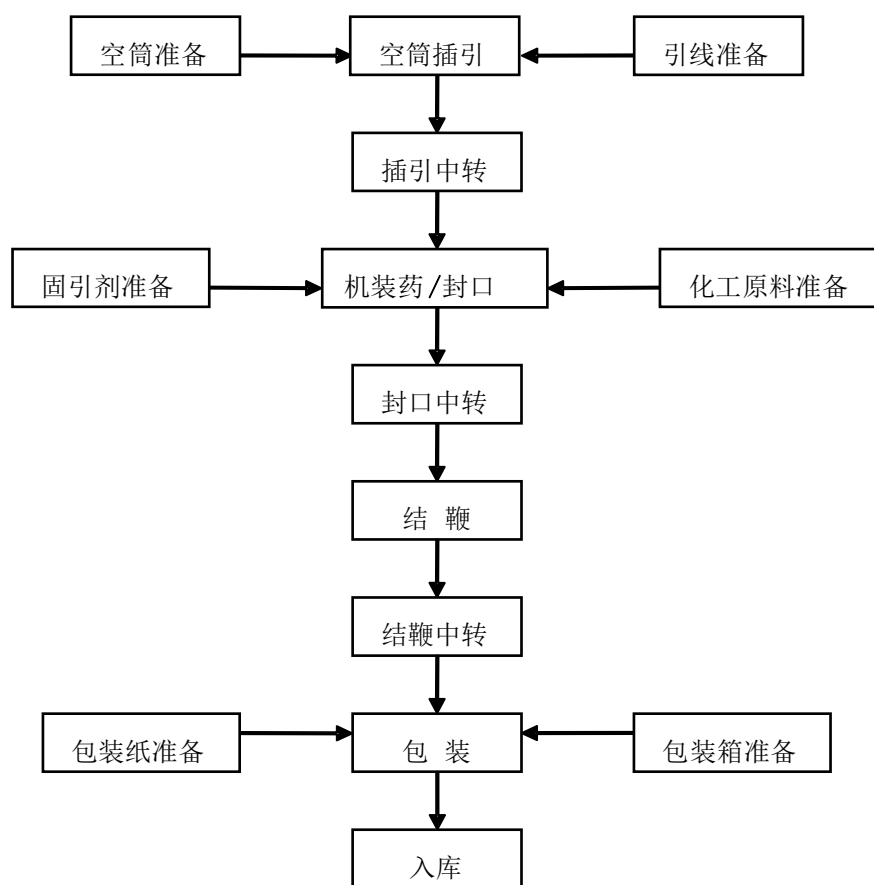 空筒准备
空筒插引
引线准备
插引中转
固引剂准备
机装药/封口
化工原料准备
封口中转
结 鞭
结鞭中转
包装纸准备
包 装
包装箱准备
入库